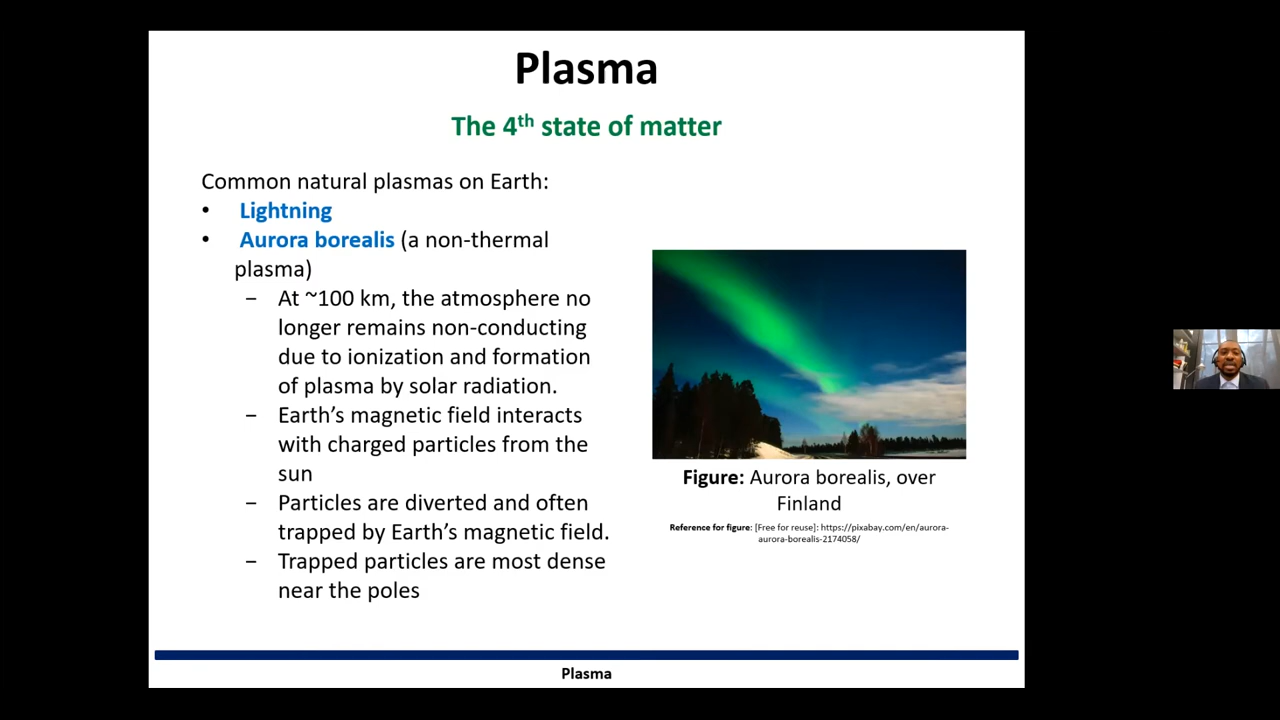 Plasma
The 4th state of matter
Common natural plasmas on Earth:
• Lightning
• Aurora borealis (a non-thermal
plasma)
– At ~100 km, the atmosphere no
longer remains non-conducting
due to ionization and formation
of plasma by solar radiation.
– Earth’s magnetic field interacts
with charged particles from the
sun
– Particles are diverted and often
trapped by Earth’s magnetic field.
– Trapped particles are most dense
near the poles
Figure: Aurora borealis, over
Finland
Reference for figure: [Free for reuse]: https://pixabay.com/en/aurora-
aurora-borealis-2174058/
Plasma